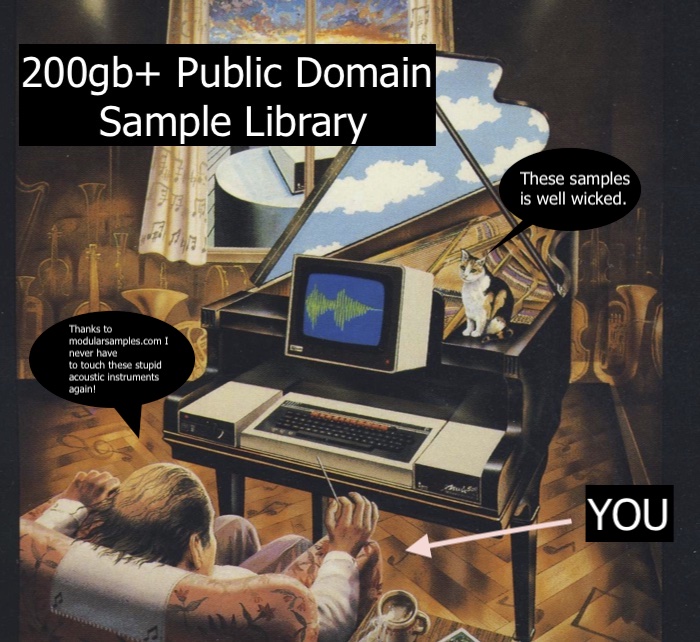 200gb+ Public Domain
Sample Library
These samples
is well wicked.
Thanks to
modularsamples.com I
never have
to touch these stupid
acoustic instruments
again!
YOU